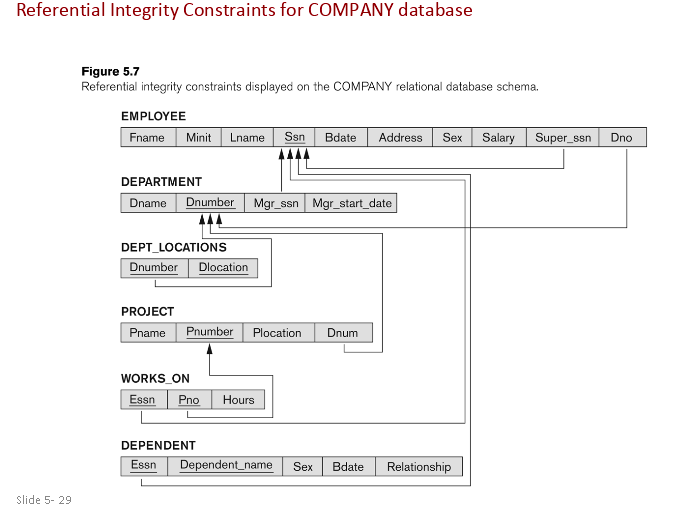 Referential Integrity Constraints for COMPANY database
Figure 5.7
Referential integrity constraints displayed on the COMPANY relational database schema.
EMPLOYEE
Fname Minit Lname Ssn Bdate Address Sex Salary Super_ssn Dno
DEPARTMENT
Dname Dnumber Mgr_ssn Mgr_start_date
DEPT_LOCATIONS
Dnumber Dlocation
PROJECT
Pname Pnumber Plocation Dnum
WORKS_ON
Essn Pno Hours
DEPENDENT
Essn Dependent_name Sex Bdate Relationship
Slide 5- 29